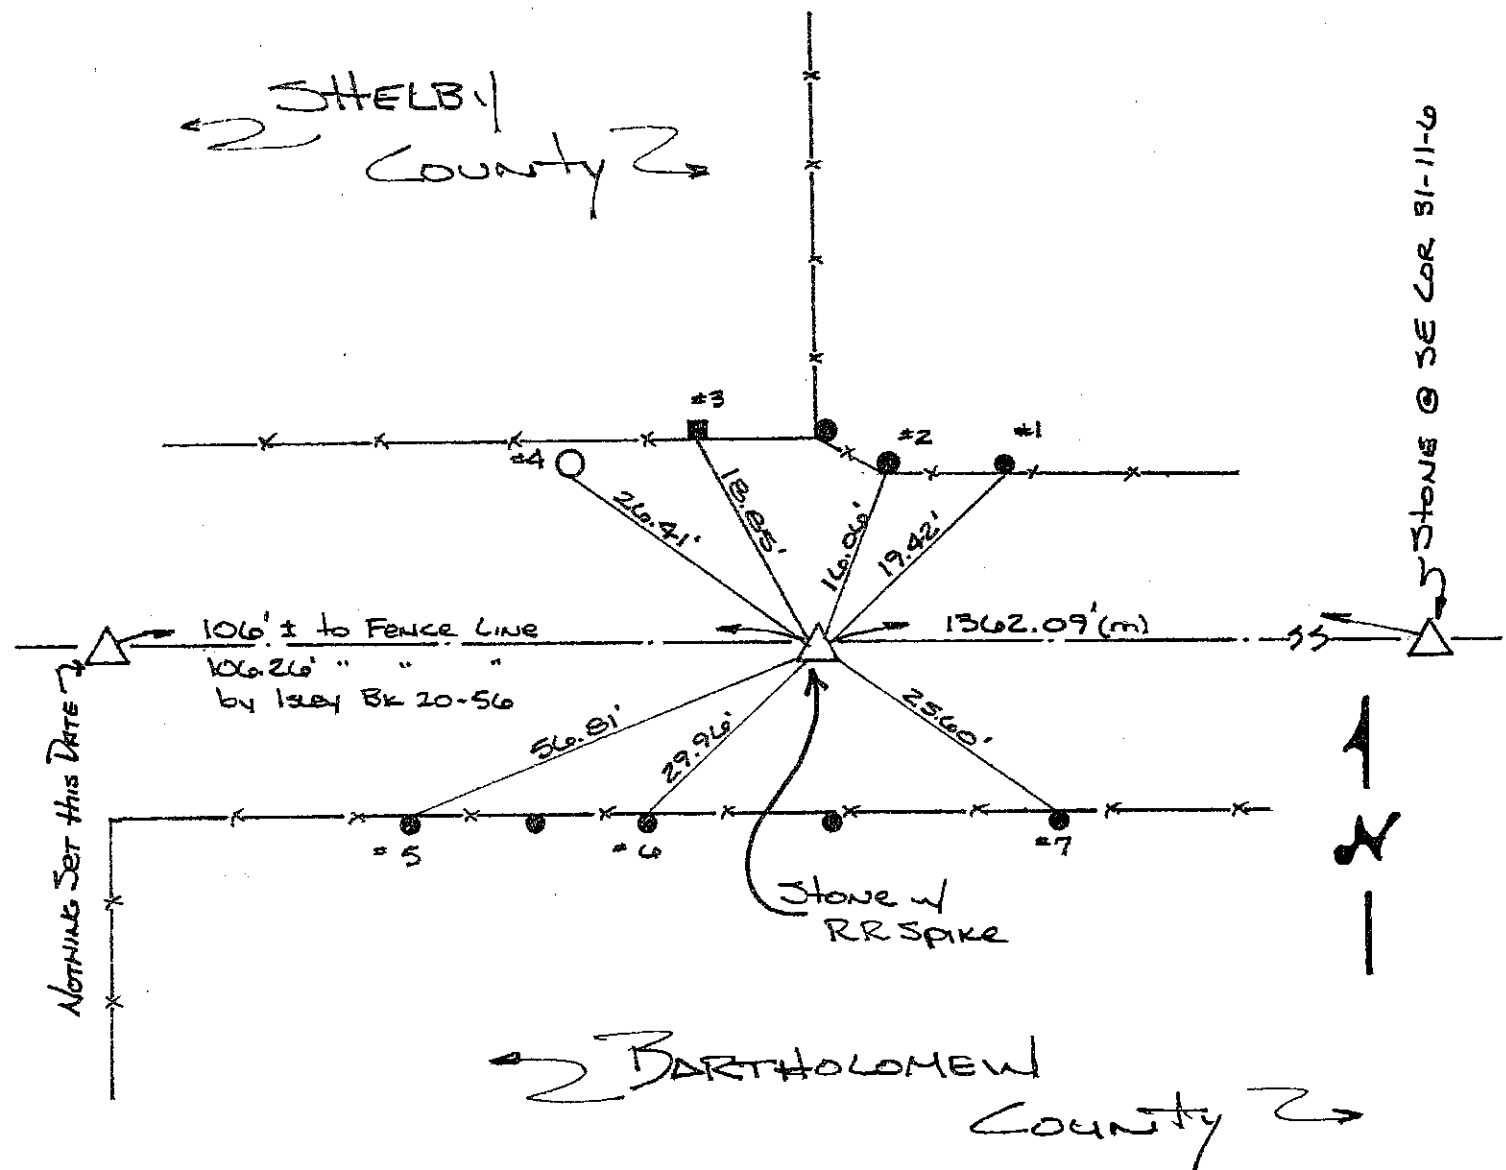 SHELBY
COUNTY
STONE @ SE COR 31-11-6
#3
#2
#1
#4
26.41'
18.85'
16.06'
19.42'
106' ± to FENCE LINE
106.26' " " "
by Isley Bk 20-56
1362.09'(m)
56.81'
29.96'
25.60'
NOTHING SET this DATE
#5
#6
#7
N
STONE w/
RR SPIKE
BARTHOLOMEW
COUNTY